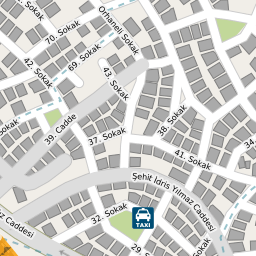 Orhaneli Sokak
70. Sokak
42. Sokak
69. Sokak
43. Sokak
39. Cadde
37. Sokak
38. Sokak
41. Sokak
34.
Şehit İdris Yılmaz Caddesi
32. Sokak
TAXI
Caddesi
29.